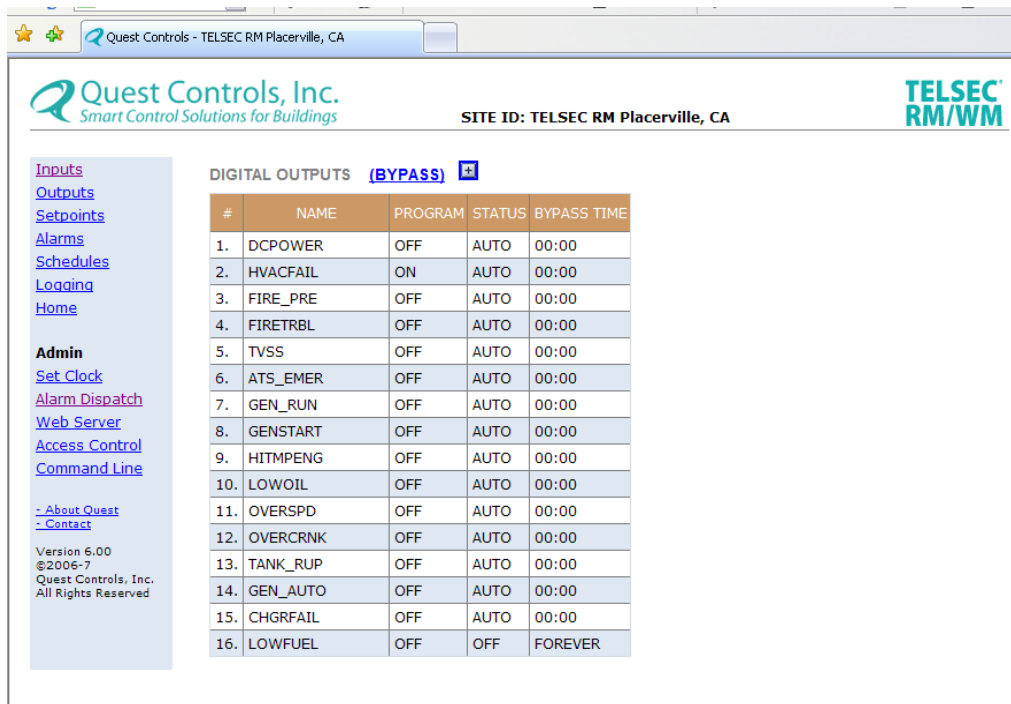 Quest Controls - TELSEC RM Placerville, CA
Quest Controls, Inc.
Smart Control Solutions for Buildings
SITE ID: TELSEC RM Placerville, CA
TELSEC
RM/WM
Inputs
Outputs
Setpoints
Alarms
Schedules
Logging
Home
Admin
Set Clock
Alarm Dispatch
Web Server
Access Control
Command Line
- About Quest
- Contact
Version 6.00
©2006-7
Quest Controls, Inc.
All Rights Reserved
DIGITAL OUTPUTS (BYPASS) +
# NAME PROGRAM STATUS BYPASS TIME
1. DCPOWER OFF AUTO 00:00
2. HVACFAIL ON AUTO 00:00
3. FIRE_PRE OFF AUTO 00:00
4. FIRETRBL OFF AUTO 00:00
5. TVSS OFF AUTO 00:00
6. ATS_EMER OFF AUTO 00:00
7. GEN_RUN OFF AUTO 00:00
8. GENSTART OFF AUTO 00:00
9. HITMPENG OFF AUTO 00:00
10. LOWOIL OFF AUTO 00:00
11. OVERSPD OFF AUTO 00:00
12. OVERCRNK OFF AUTO 00:00
13. TANK_RUP OFF AUTO 00:00
14. GEN_AUTO OFF AUTO 00:00
15. CHGRFAIL OFF AUTO 00:00
16. LOWFUEL OFF OFF FOREVER